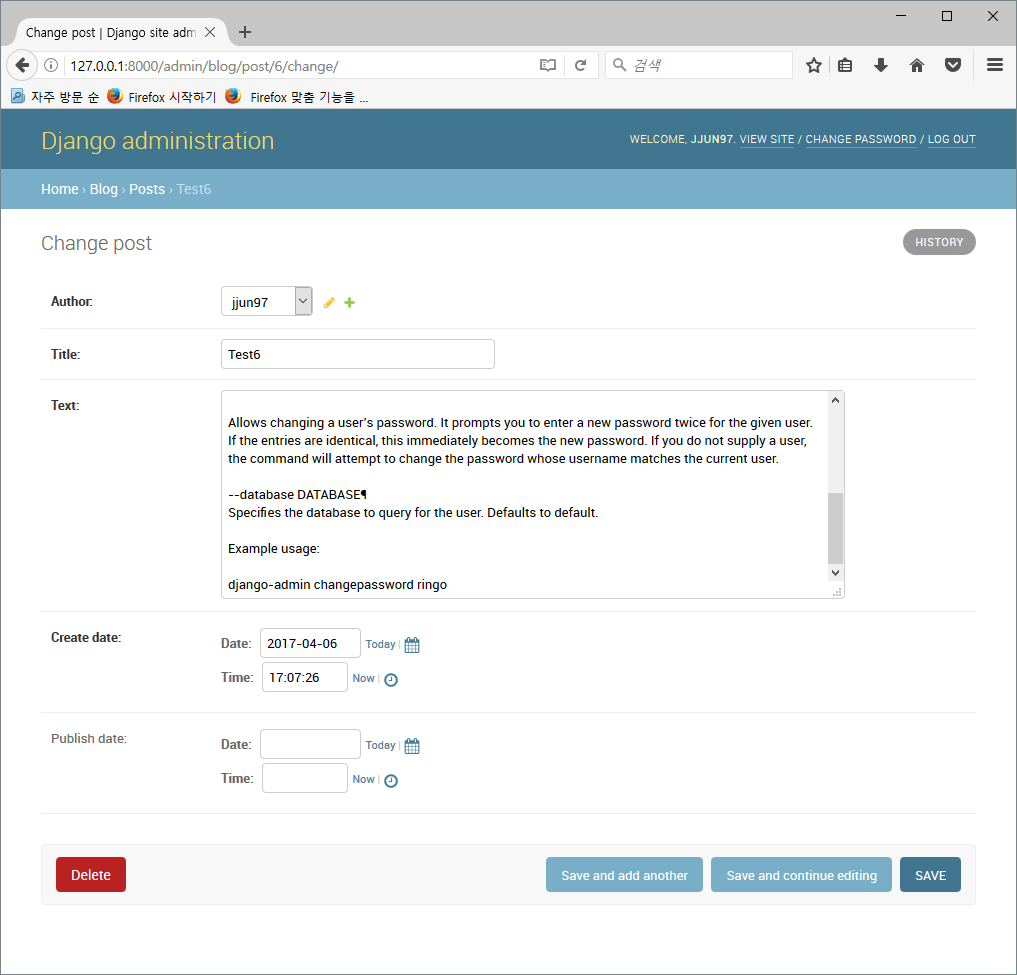 Change post | Django site adm
127.0.0.1:8000/admin/blog/post/6/change/
검색
자주 방문 순 Firefox 시작하기 Firefox 맞춤 기능을 ...
Django administration
WELCOME, JJUN97. VIEW SITE / CHANGE PASSWORD / LOG OUT
Home › Blog › Posts › Test6
Change post
HISTORY
Author:
jjun97
Title:
Test6
Text:
Allows changing a user's password. It prompts you to enter a new password twice for the given user.
If the entries are identical, this immediately becomes the new password. If you do not supply a user,
the command will attempt to change the password whose username matches the current user.
--database DATABASE¶
Specifies the database to query for the user. Defaults to default.
Example usage:
django-admin changepassword ringo
Create date:
Date: 2017-04-06 Today |
Time: 17:07:26 Now |
Publish date:
Date: Today |
Time: Now |
Delete
Save and add another
Save and continue editing
SAVE